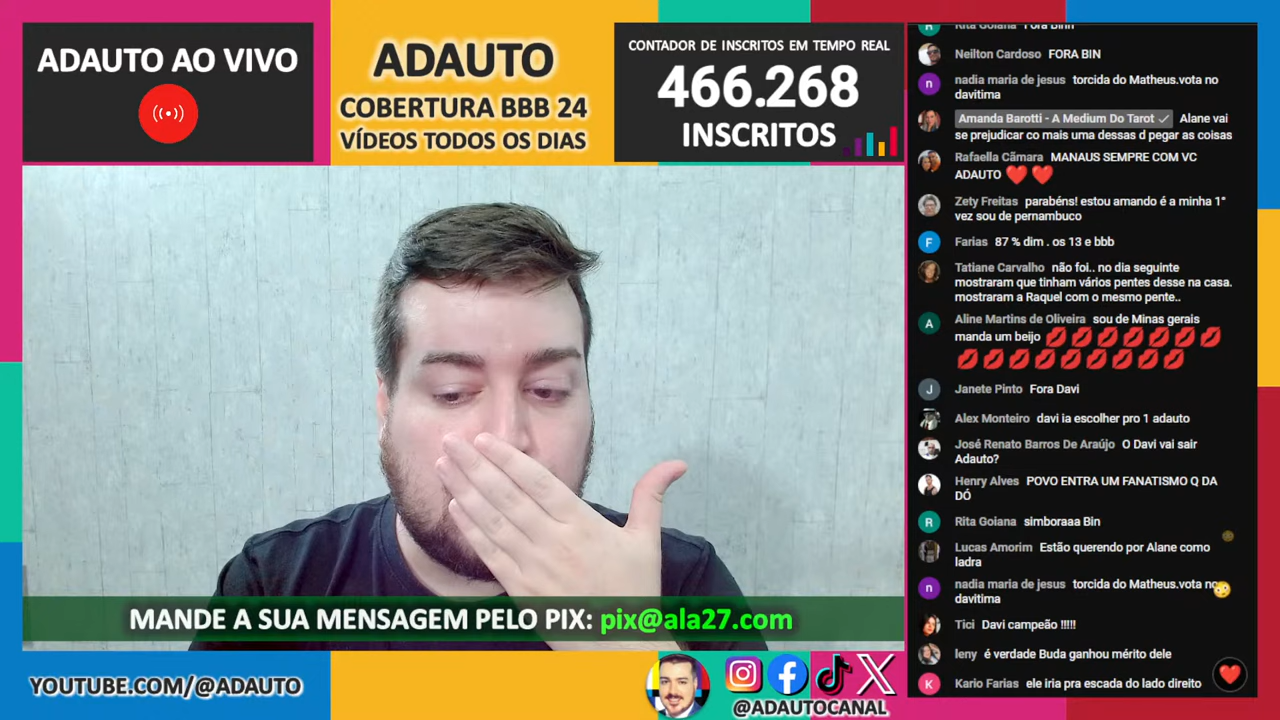 ADAUTO AO VIVO
ADAUTO
COBERTURA BBB 24
VÍDEOS TODOS OS DIAS
CONTADOR DE INSCRITOS EM TEMPO REAL
466.268
INSCRITOS
Rita Goiana Fora Binn
Neilton Cardoso FORA BIN
n nadia maria de jesus torcida do Matheus.vota no
davitima
Amanda Barotti - A Medium Do Tarot Alane vai
se prejudicar co mais uma dessas d pegar as coisas
Rafaella Cãmara MANAUS SEMPRE COM VC
ADAUTO
Zety Freitas parabéns! estou amando é a minha 1°
vez sou de pernambuco
F Farias 87 % dim . os 13 e bbb
Tatiane Carvalho não foi.. no dia seguinte
mostraram que tinham vários pentes desse na casa.
mostraram a Raquel com o mesmo pente..
A Aline Martins de Oliveira sou de Minas gerais
manda um beijo
J Janete Pinto Fora Davi
Alex Monteiro davi ia escolher pro 1 adauto
José Renato Barros De Araújo O Davi vai sair
Adauto?
Henry Alves POVO ENTRA UM FANATISMO Q DA
DÓ
R Rita Goiana simboraaa Bin
Lucas Amorim Estão querendo por Alane como
ladra
n nadia maria de jesus torcida do Matheus.vota no
davitima
Tici Davi campeão !!!!!
leny é verdade Buda ganhou mérito dele
K Kario Farias ele iria pra escada do lado direito
MANDE A SUA MENSAGEM PELO PIX: pix@ala27.com
YOUTUBE.COM/@ADAUTO
@ADAUTOCANAL